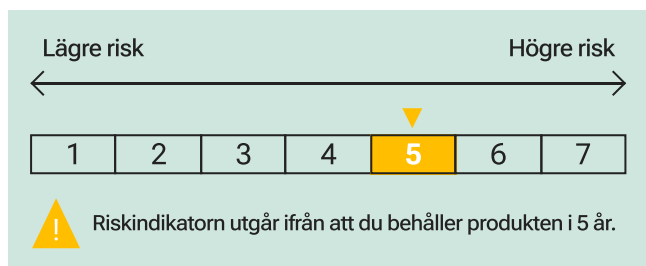 Lägre risk Högre risk
1 2 3 4 5 6 7
! Riskindikatorn utgår ifrån att du behåller produkten i 5 år.